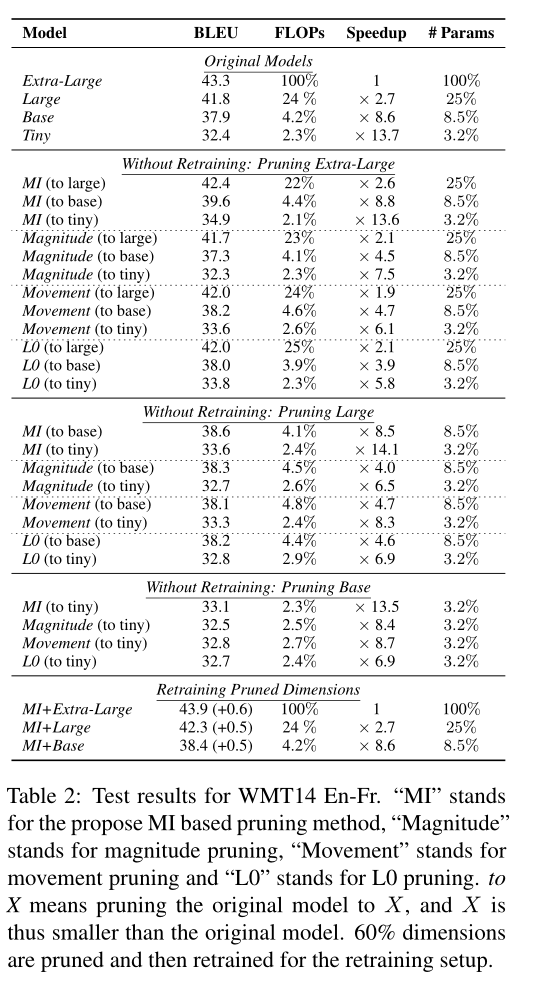 Model BLEU FLOPs Speedup # Params
Original Models
Extra-Large 43.3 100% 1 100%
Large 41.8 24 % × 2.7 25%
Base 37.9 4.2% × 8.6 8.5%
Tiny 32.4 2.3% × 13.7 3.2%
Without Retraining: Pruning Extra-Large
MI (to large) 42.4 22% × 2.6 25%
MI (to base) 39.6 4.4% × 8.8 8.5%
MI (to tiny) 34.9 2.1% × 13.6 3.2%
Magnitude (to large) 41.7 23% × 2.1 25%
Magnitude (to base) 37.3 4.1% × 4.5 8.5%
Magnitude (to tiny) 32.3 2.3% × 7.5 3.2%
Movement (to large) 42.0 24% × 1.9 25%
Movement (to base) 38.2 4.6% × 4.7 8.5%
Movement (to tiny) 33.6 2.6% × 6.1 3.2%
L0 (to large) 42.0 25% × 2.1 25%
L0 (to base) 38.0 3.9% × 3.9 8.5%
L0 (to tiny) 33.8 2.3% × 5.8 3.2%
Without Retraining: Pruning Large
MI (to base) 38.6 4.1% × 8.5 8.5%
MI (to tiny) 33.6 2.4% × 14.1 3.2%
Magnitude (to base) 38.3 4.5% × 4.0 8.5%
Magnitude (to tiny) 32.7 2.6% × 6.5 3.2%
Movement (to base) 38.1 4.8% × 4.7 8.5%
Movement (to tiny) 33.3 2.4% × 8.3 3.2%
L0 (to base) 38.2 4.4% × 4.6 8.5%
L0 (to tiny) 32.8 2.9% × 6.9 3.2%
Without Retraining: Pruning Base
MI (to tiny) 33.1 2.3% × 13.5 3.2%
Magnitude (to tiny) 32.5 2.5% × 8.4 3.2%
Movement (to tiny) 32.8 2.7% × 8.7 3.2%
L0 (to tiny) 32.7 2.4% × 6.9 3.2%
Retraining Pruned Dimensions
MI+Extra-Large 43.9 (+0.6) 100% 1 100%
MI+Large 42.3 (+0.5) 24 % × 2.7 25%
MI+Base 38.4 (+0.5) 4.2% × 8.6 8.5%
Table 2: Test results for WMT14 En-Fr. “MI” stands
for the propose MI based pruning method, “Magnitude”
stands for magnitude pruning, “Movement” stands for
movement pruning and “L0” stands for L0 pruning. to
X means pruning the original model to X, and X is
thus smaller than the original model. 60% dimensions
are pruned and then retrained for the retraining setup.